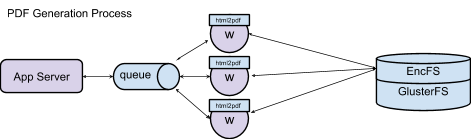 PDF Generation Process
html2pdf
W
App Server
queue
html2pdf
W
html2pdf
W
EncFS
GlusterFS